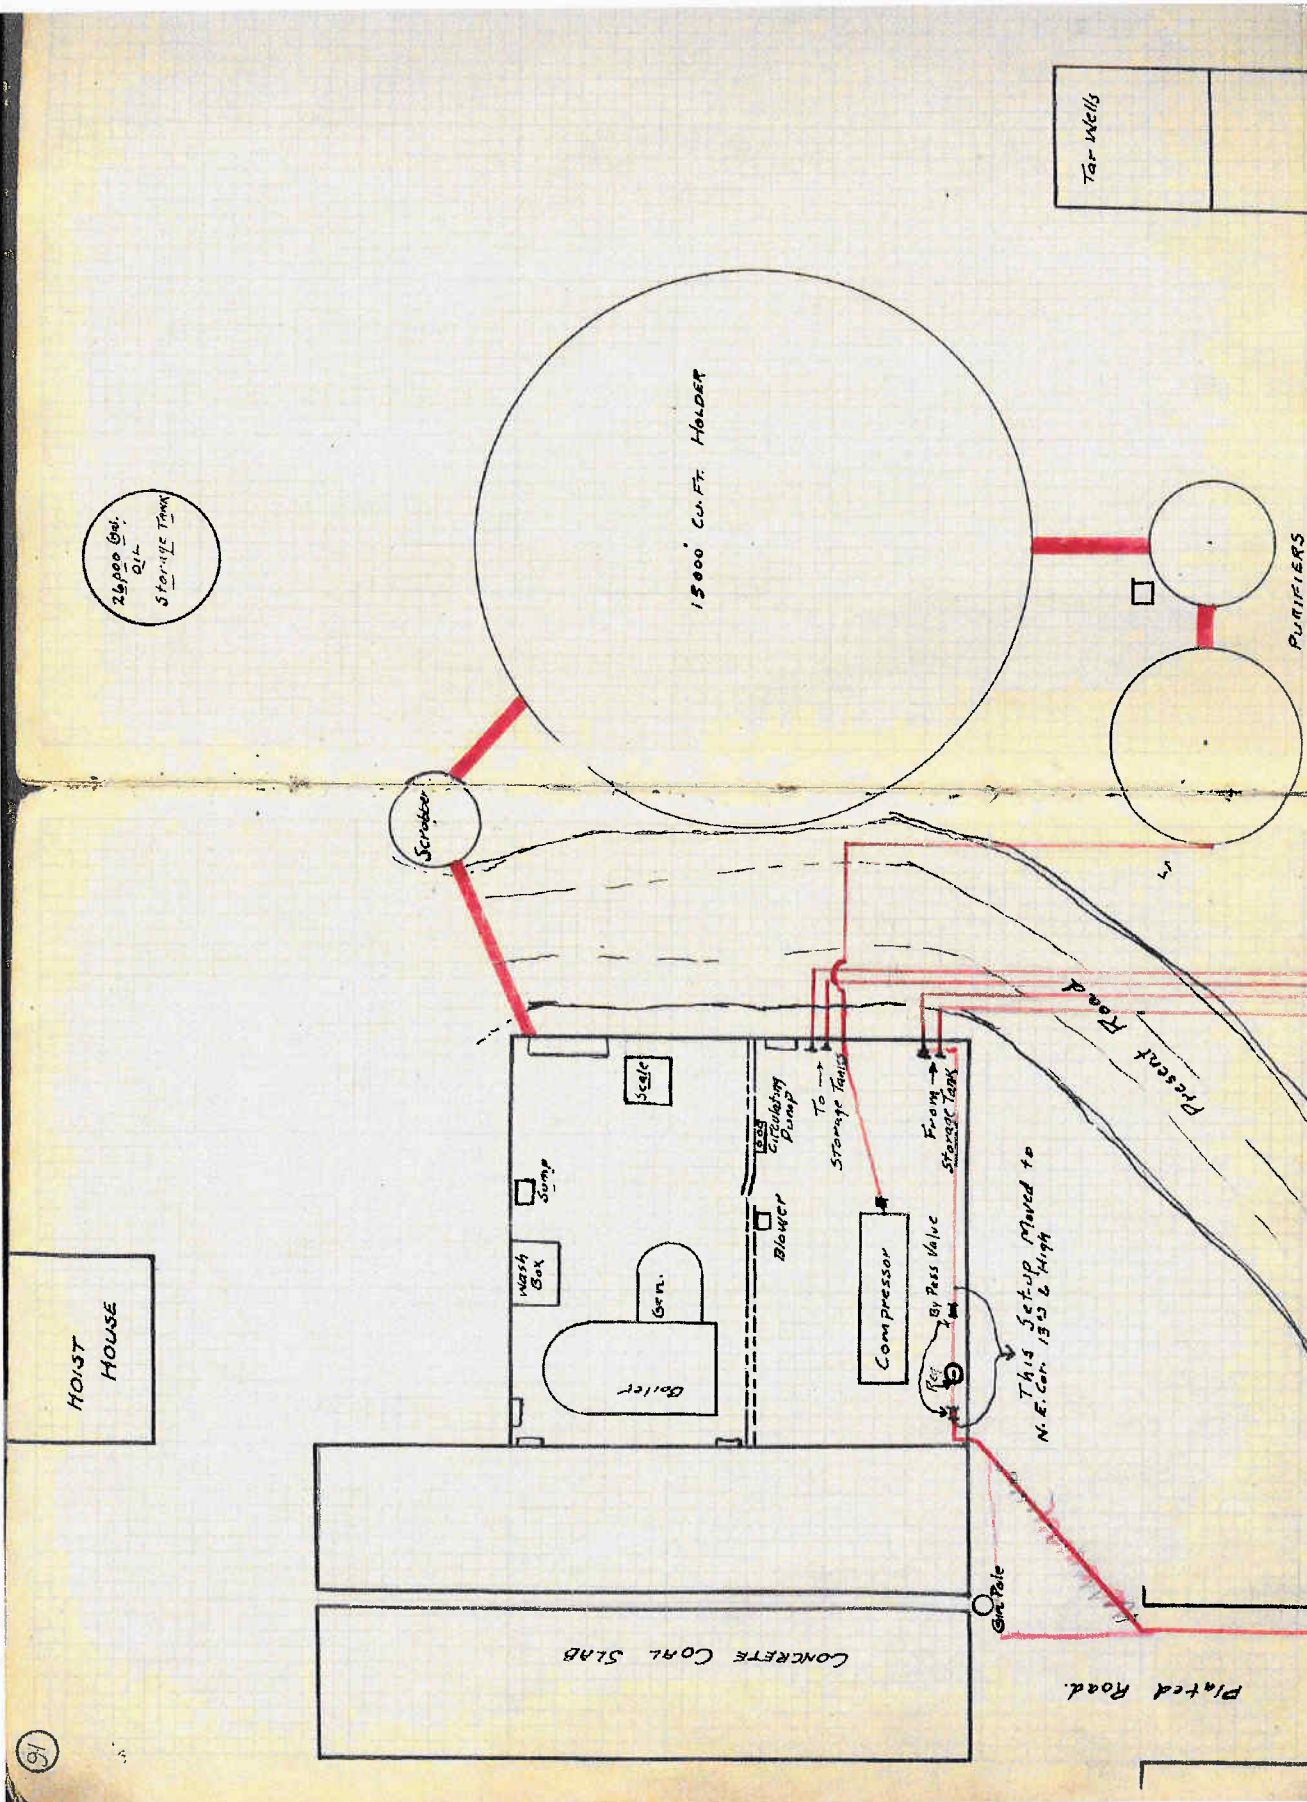 16
HOIST
HOUSE
26,000 Gal.
OIL
Storage Tank
Scrubber
15000' Cu. Ft. HOLDER
Tar Wells
PURIFIERS
Wash
Box
Sump
Scale
Boiler
Gen.
Blower
Circulating
Pump
To →
Storage Tanks
From →
Storage Tank
Compressor
By Pass Valve
Reg
This Set-up Moved to
N.E. Cor. 13" & High
Present Road
CONCRETE COAL SLAB
Gin Pole
Plated Road.